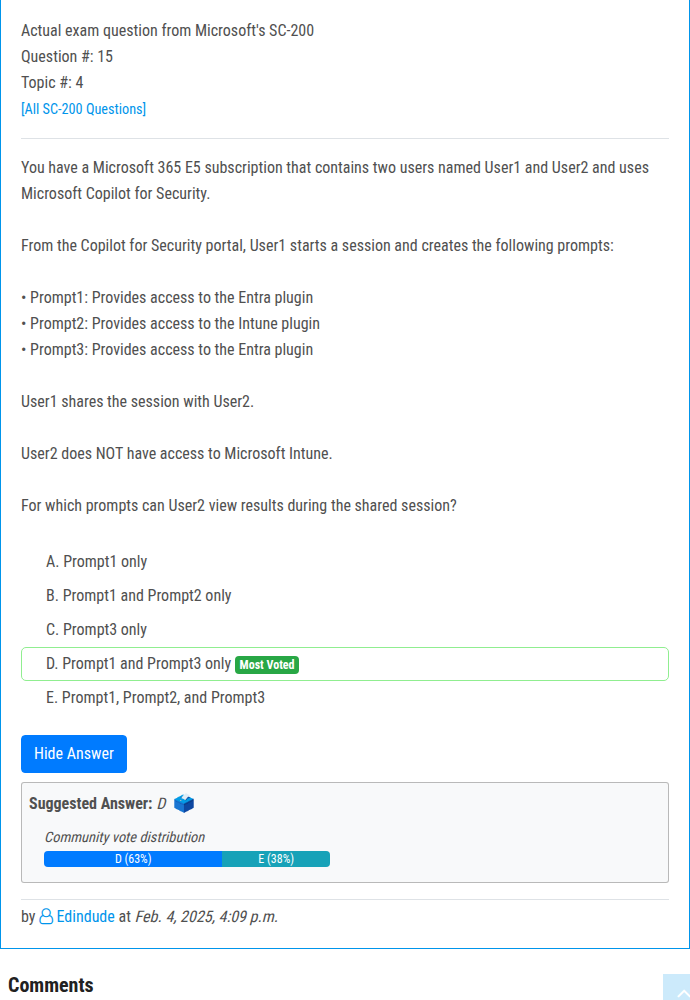 Actual exam question from Microsoft's SC-200
Question #: 15
Topic #: 4
[All SC-200 Questions]
You have a Microsoft 365 E5 subscription that contains two users named User1 and User2 and uses
Microsoft Copilot for Security.
From the Copilot for Security portal, User1 starts a session and creates the following prompts:
• Prompt1: Provides access to the Entra plugin
• Prompt2: Provides access to the Intune plugin
• Prompt3: Provides access to the Entra plugin
User1 shares the session with User2.
User2 does NOT have access to Microsoft Intune.
For which prompts can User2 view results during the shared session?
A. Prompt1 only
B. Prompt1 and Prompt2 only
C. Prompt3 only
D. Prompt1 and Prompt3 only Most Voted
E. Prompt1, Prompt2, and Prompt3
Hide Answer
Suggested Answer: D
Community vote distribution
D (63%) E (38%)
by Edindude at Feb. 4, 2025, 4:09 p.m.
Comments